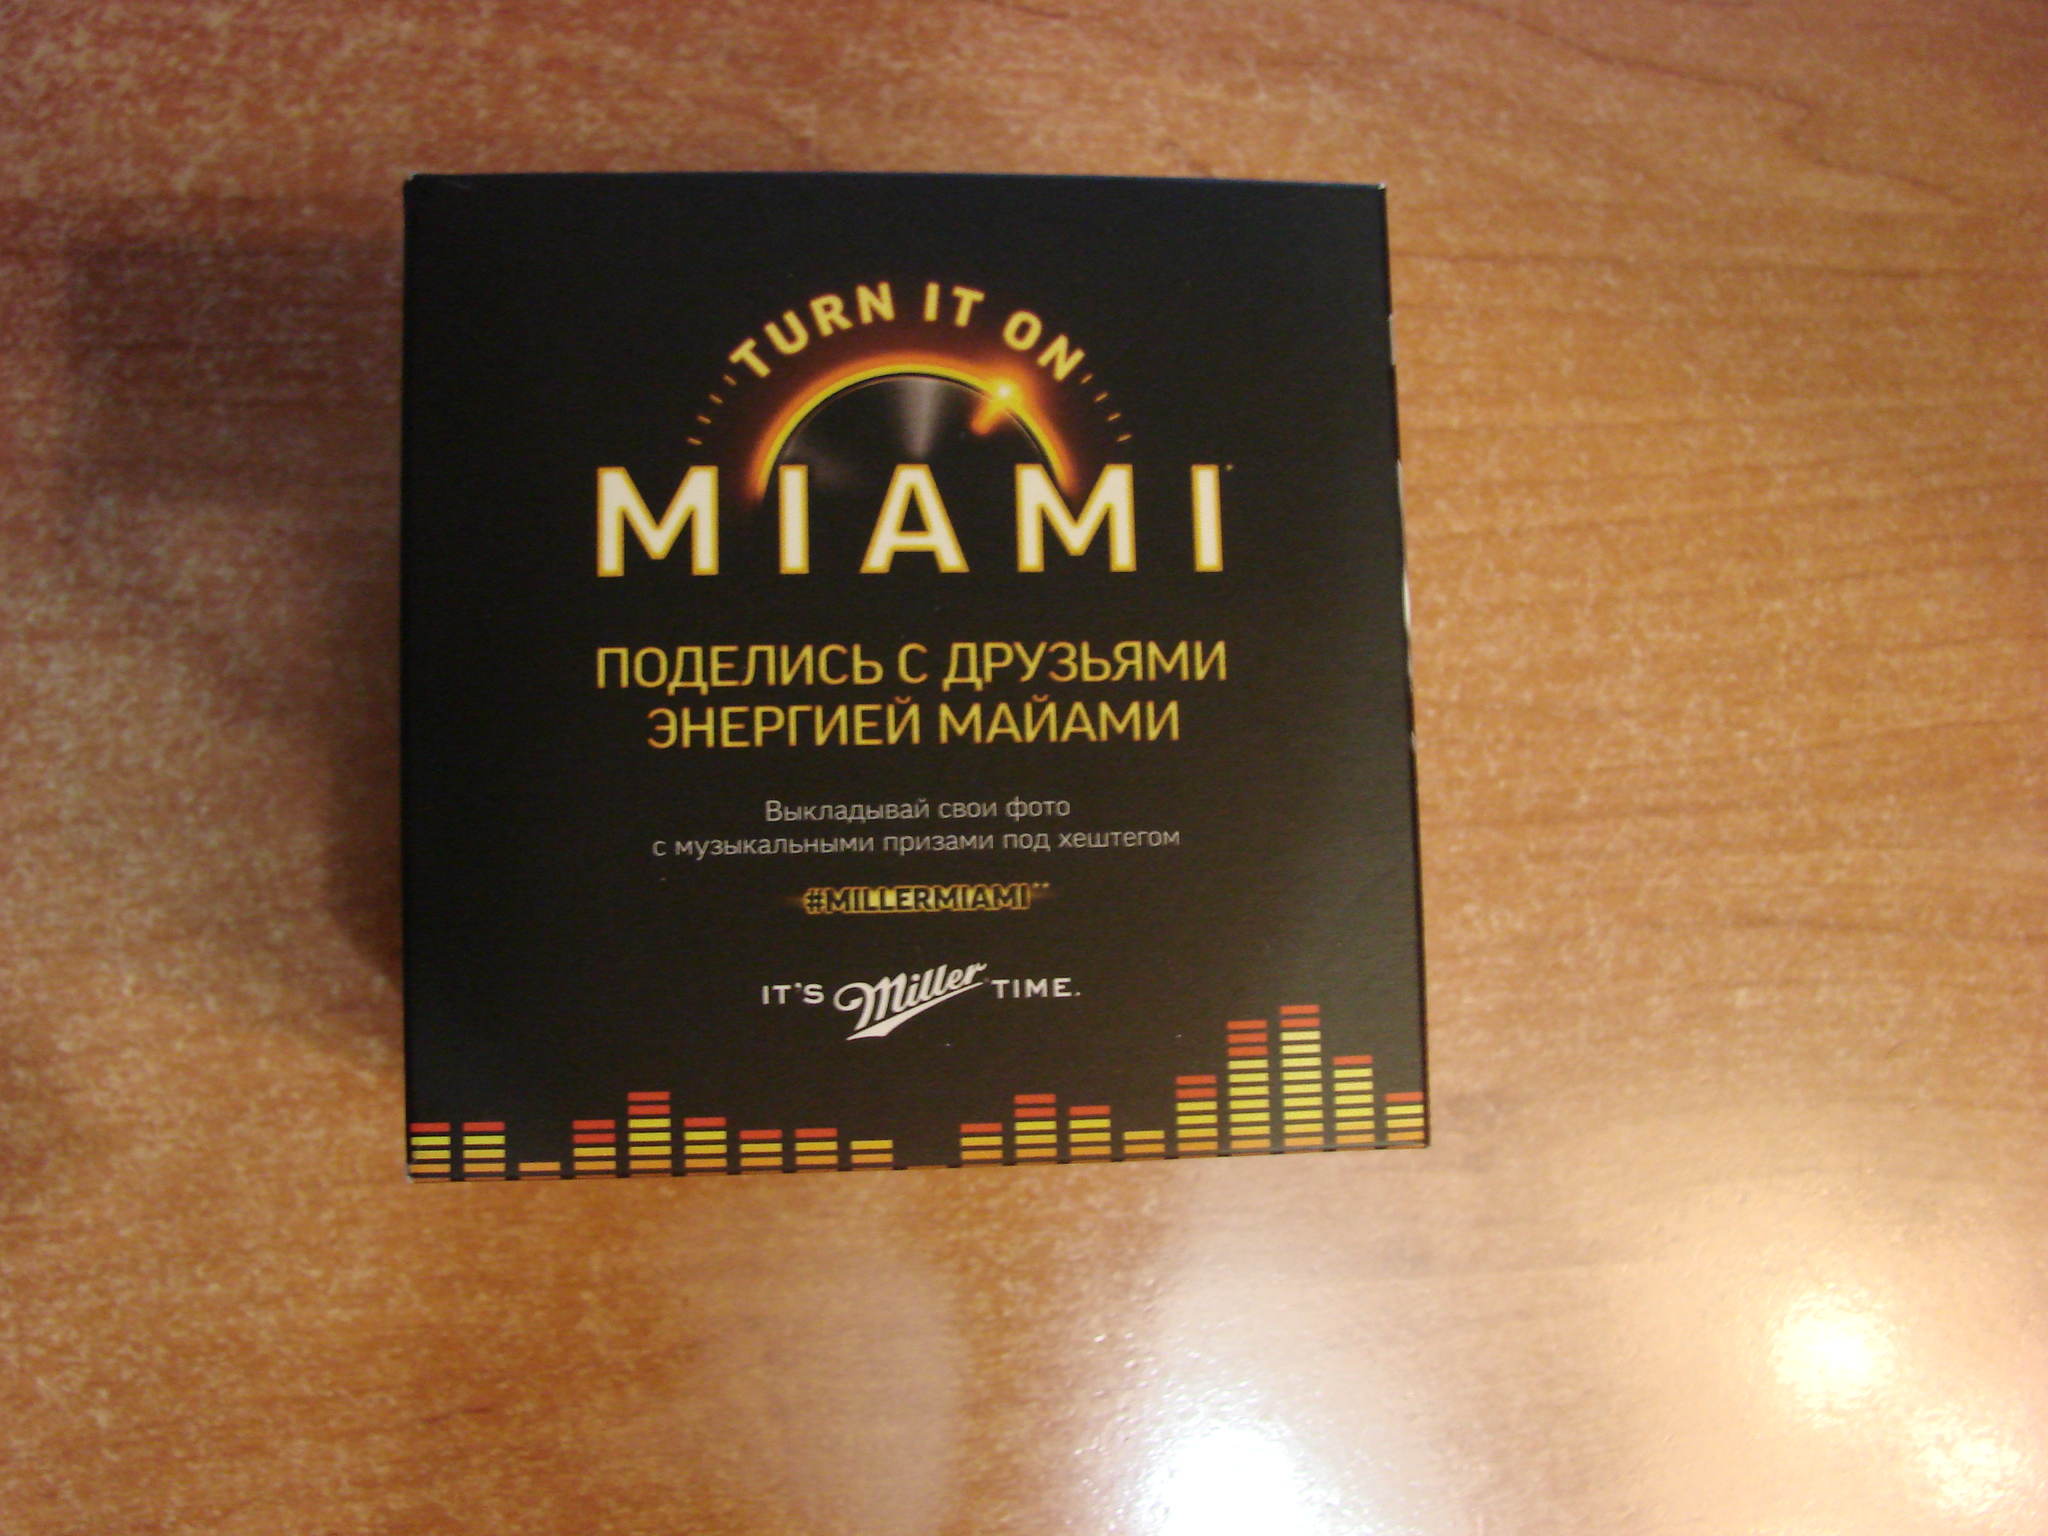 TURN IT ON
MIAMI*
ПОДЕЛИСЬ С ДРУЗЬЯМИ
ЭНЕРГИЕЙ МАЙАМИ
Выкладывай свои фото
с музыкальными призами под хештегом
#MILLERMIAMI**
IT'S Miller TIME.